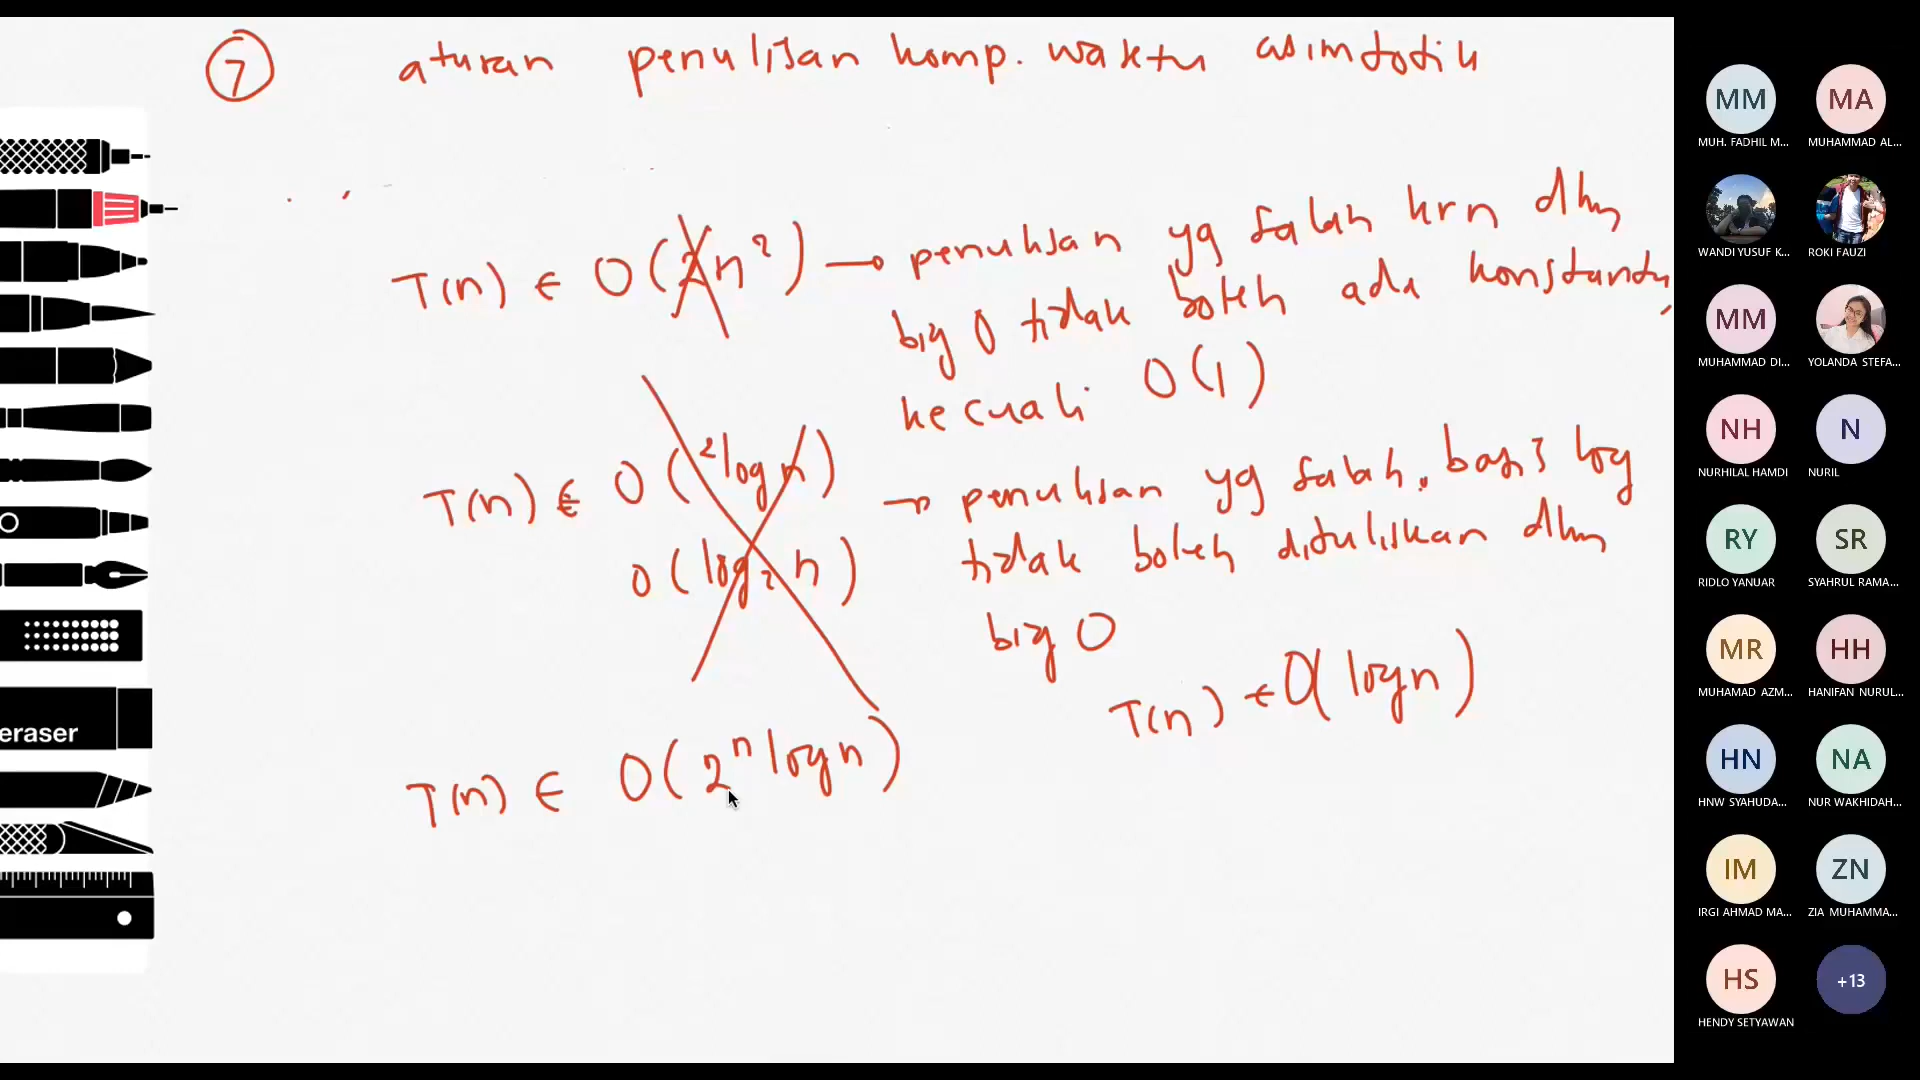 7 aturan penulisan komp. waktu asimtotik
T(n) ∈ O(2n²) → penulisan yg salah krn dlm
big O tidak boleh ada konstanta,
kecuali O(1)
T(n) ∈ O(²log n) → penulisan yg salah. basis log
O(log₂ n) tidak boleh dituliskan dlm
big O
T(n) ∈ O(log n)
T(n) ∈ O(2ⁿ log n)
eraser
MM MA
MUH. FADHIL M... MUHAMMAD AL...
WANDI YUSUF K... ROKI FAUZI
MM
MUHAMMAD DI... YOLANDA STEFA...
NH N
NURHILAL HAMDI NURIL
RY SR
RIDLO YANUAR SYAHRUL RAMA...
MR HH
MUHAMAD AZM... HANIFAN NURUL...
HN NA
HNW SYAHUDA... NUR WAKHIDAH...
IM ZN
IRGI AHMAD MA... ZIA MUHAMMA...
HS +13
HENDY SETYAWAN